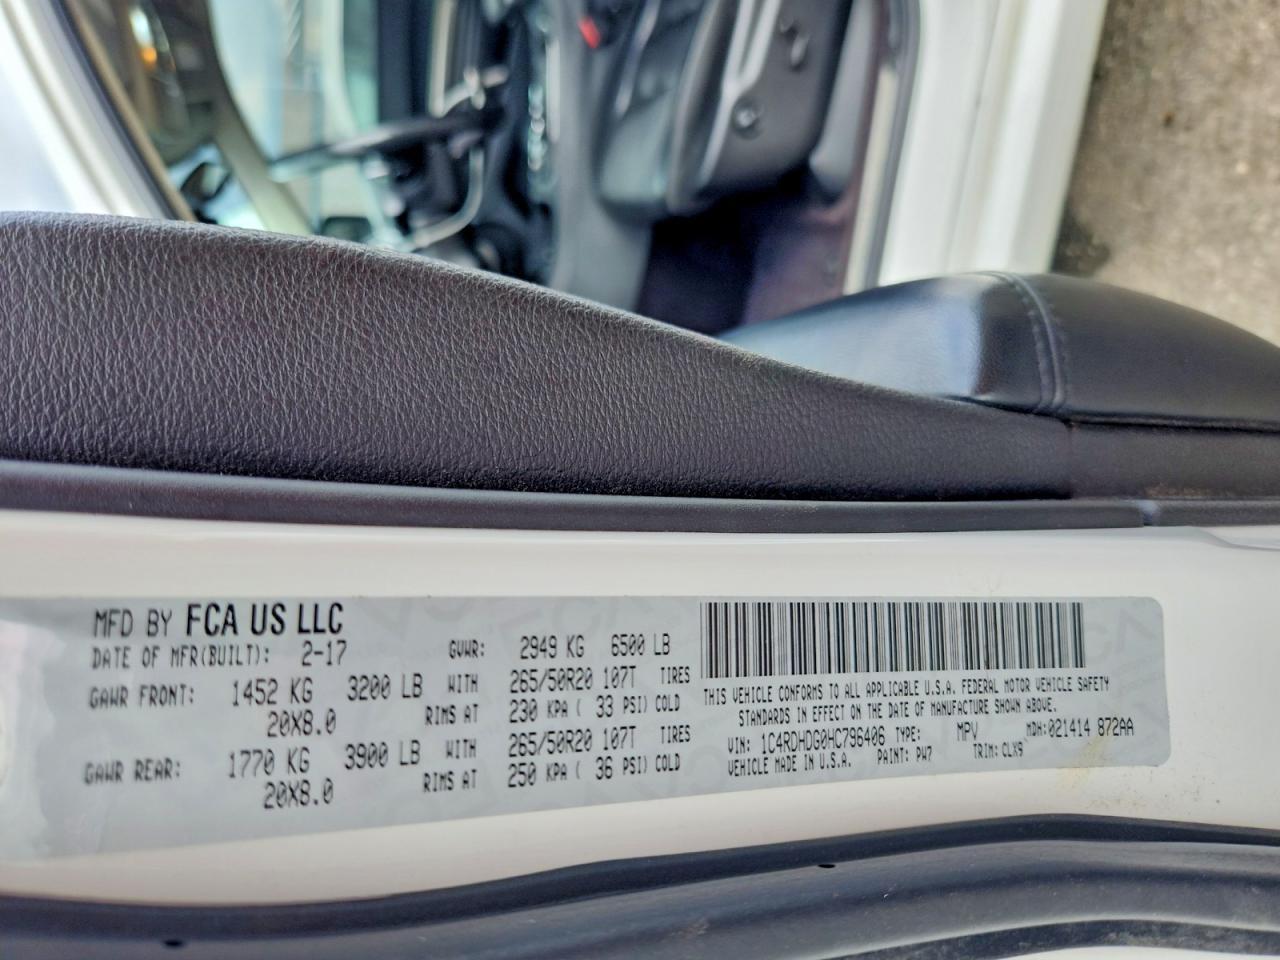 MFD BY FCA US LLC
DATE OF MFR(BUILT): 2-17 GVWR: 2949 KG 6500 LB
GAWR FRONT: 1452 KG 3200 LB WITH 265/50R20 107T TIRES
20X8.0 RIMS AT 230 KPA ( 33 PSI) COLD
GAWR REAR: 1770 KG 3900 LB WITH 265/50R20 107T TIRES
20X8.0 RIMS AT 250 KPA ( 36 PSI) COLD
THIS VEHICLE CONFORMS TO ALL APPLICABLE U.S.A. FEDERAL MOTOR VEHICLE SAFETY
STANDARDS IN EFFECT ON THE DATE OF MANUFACTURE SHOWN ABOVE.
VIN: 1C4RDHDG0HC796406 TYPE: MPV MDH:021414 872AA
VEHICLE MADE IN U.S.A. PAINT: PW7 TRIM: CLX9